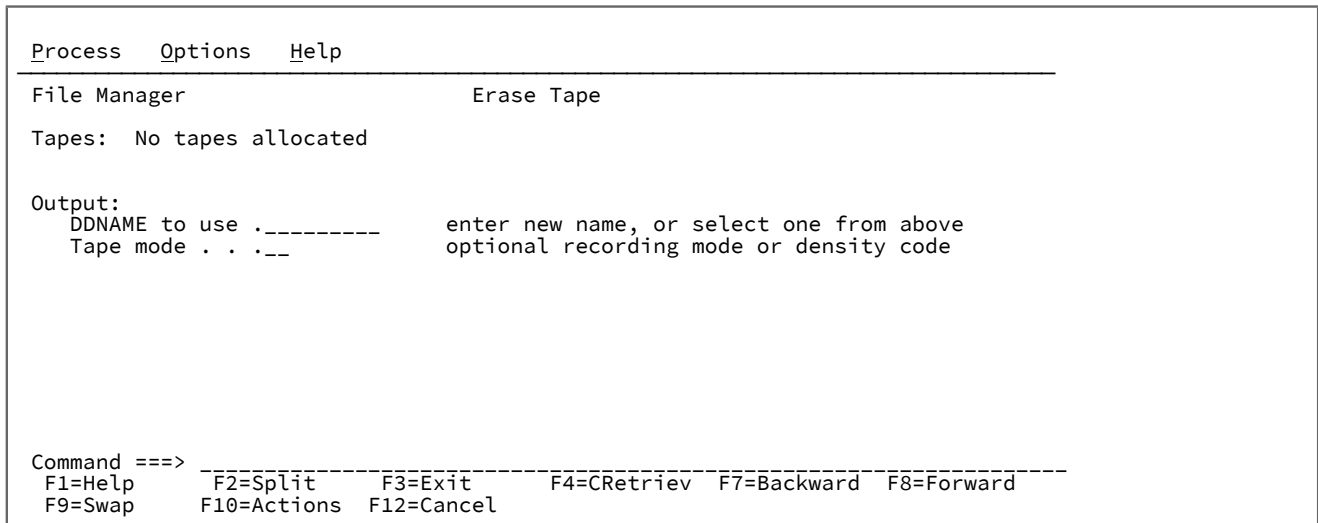 Process   Options   Help
File Manager                      Erase Tape
Tapes:  No tapes allocated
Output:
   DDNAME to use ._________     enter new name, or select one from above
   Tape mode . . .__            optional recording mode or density code
Command ===> ___________________________________________________________________
 F1=Help      F2=Split     F3=Exit      F4=CRetriev  F7=Backward  F8=Forward
 F9=Swap     F10=Actions  F12=Cancel